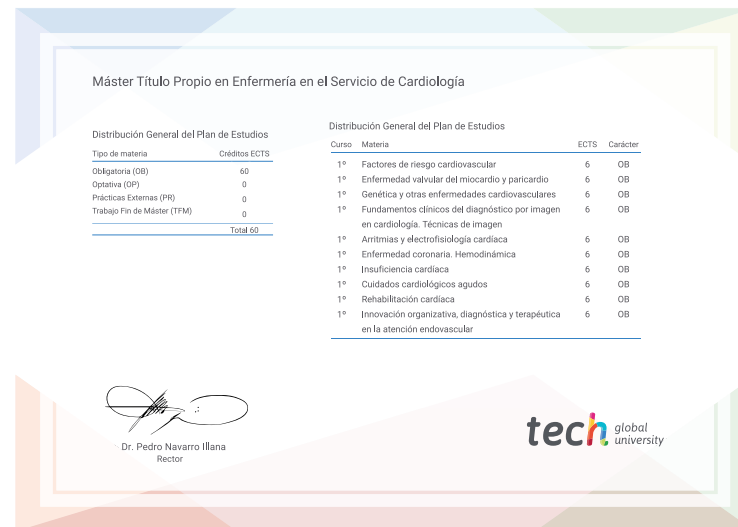 Máster Título Propio en Enfermería en el Servicio de Cardiología
Distribución General del Plan de Estudios
Tipo de materia Créditos ECTS
Obligatoria (OB) 60
Optativa (OP) 0
Prácticas Externas (PR) 0
Trabajo Fin de Máster (TFM) 0
Total 60
Distribución General del Plan de Estudios
Curso Materia ECTS Carácter
1º Factores de riesgo cardiovascular 6 OB
1º Enfermedad valvular del miocardio y paricardio 6 OB
1º Genética y otras enfermedades cardiovasculares 6 OB
1º Fundamentos clínicos del diagnóstico por imagen 6 OB
en cardiología. Técnicas de imagen
1º Arritmias y electrofisiología cardíaca 6 OB
1º Enfermedad coronaria. Hemodinámica 6 OB
1º Insuficiencia cardíaca 6 OB
1º Cuidados cardiológicos agudos 6 OB
1º Rehabilitación cardíaca 6 OB
1º Innovación organizativa, diagnóstica y terapéutica 6 OB
en la atención endovascular
Dr. Pedro Navarro Illana
Rector
tech global
university